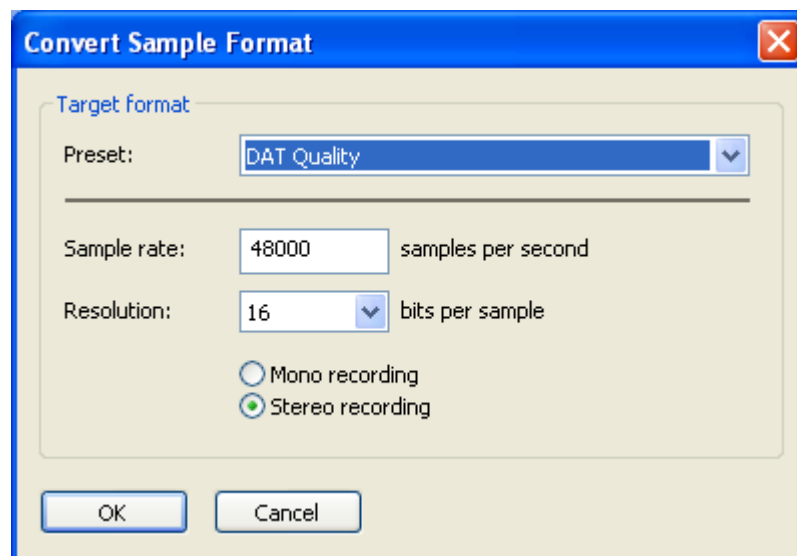 Convert Sample Format
Target format
Preset: DAT Quality
Sample rate: 48000 samples per second
Resolution: 16 bits per sample
Mono recording
Stereo recording
OK Cancel